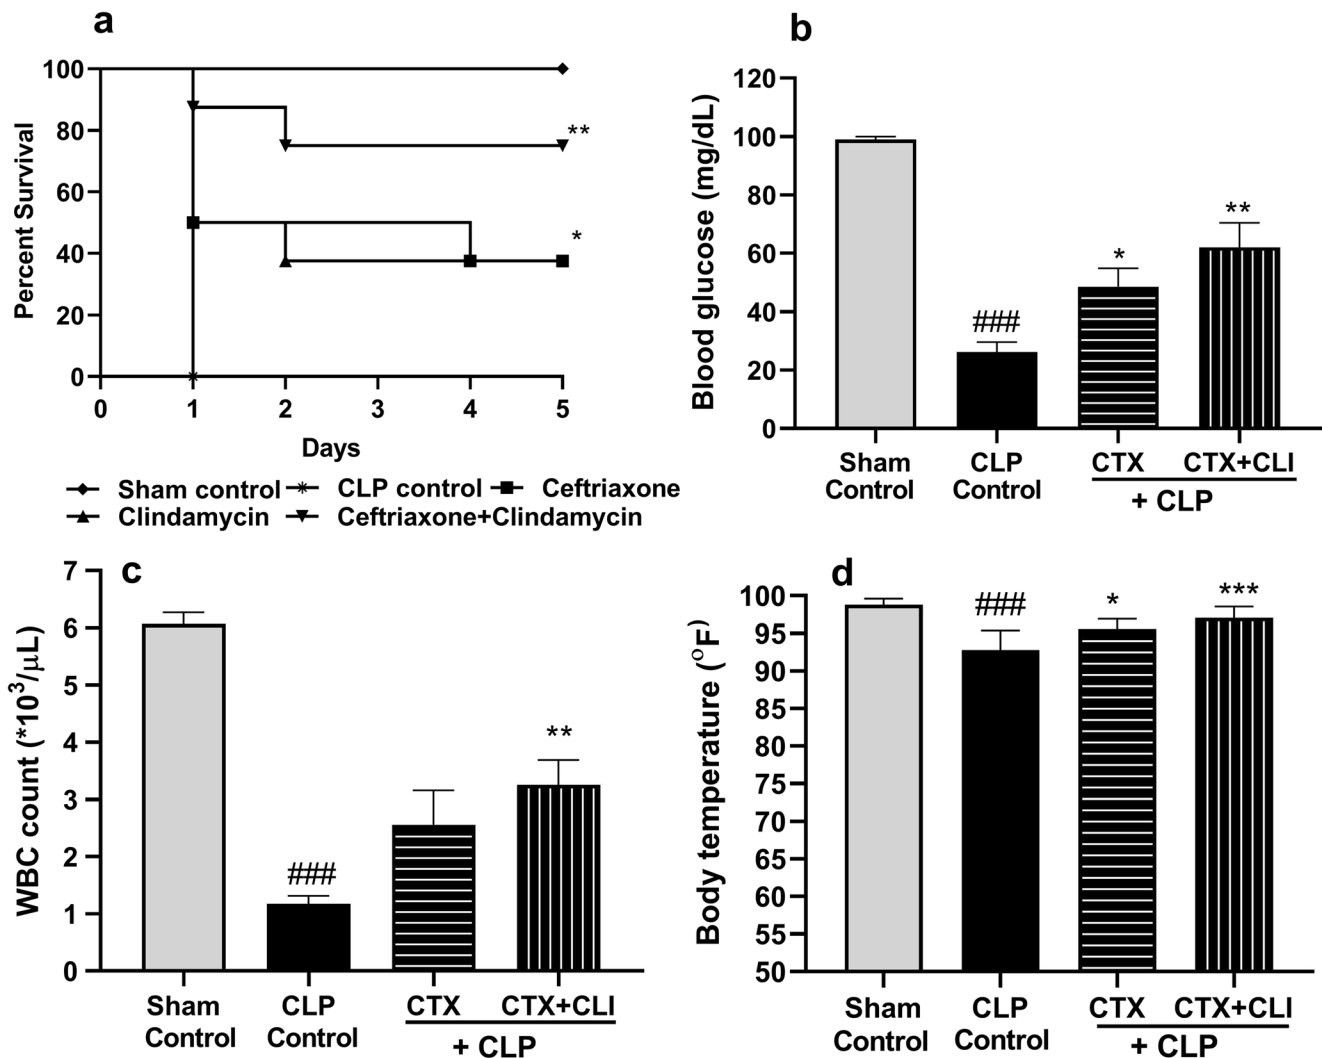 a
Percent Survival
100
80
60
40
20
0
**
*
0 1 2 3 4 5
Days
Sham control CLP control Ceftriaxone
Clindamycin Ceftriaxone+Clindamycin
b
Blood glucose (mg/dL)
120
100
80
60
40
20
0
###
*
**
Sham Control
CLP Control
CTX CTX+CLI
+ CLP
c
WBC count (*10³/μL)
7
6
5
4
3
2
1
0
###
**
Sham Control
CLP Control
CTX CTX+CLI
+ CLP
d
Body temperature (⁰F)
100
95
90
85
80
75
70
65
60
55
50
###
*
***
Sham Control
CLP Control
CTX CTX+CLI
+ CLP